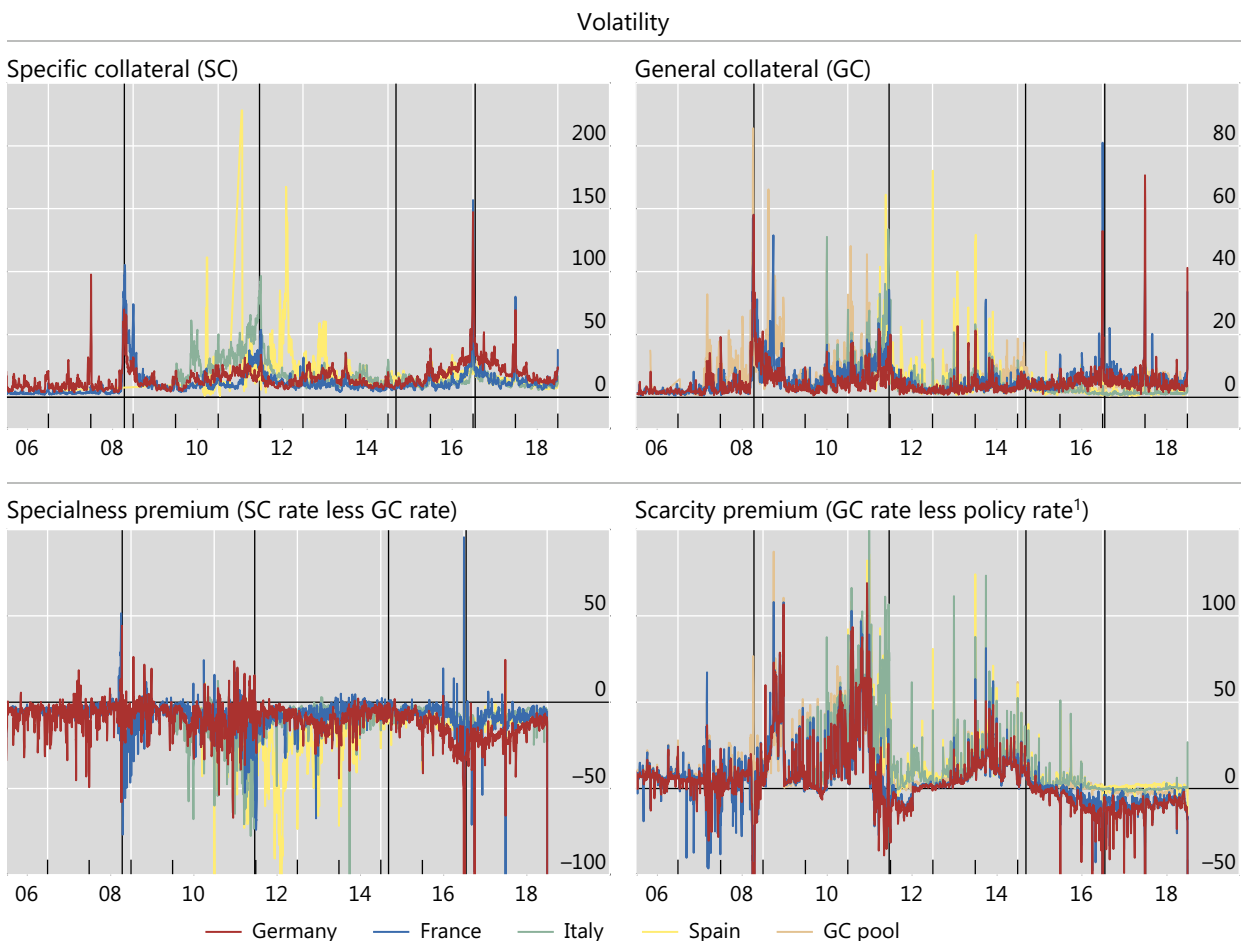 Volatility
Specific collateral (SC)
General collateral (GC)
200
150
100
50
0
06 08 10 12 14 16 18
80
60
40
20
0
06 08 10 12 14 16 18
Specialness premium (SC rate less GC rate)
Scarcity premium (GC rate less policy rate¹)
50
0
–50
–100
06 08 10 12 14 16 18
100
50
0
–50
06 08 10 12 14 16 18
Germany France Italy Spain GC pool